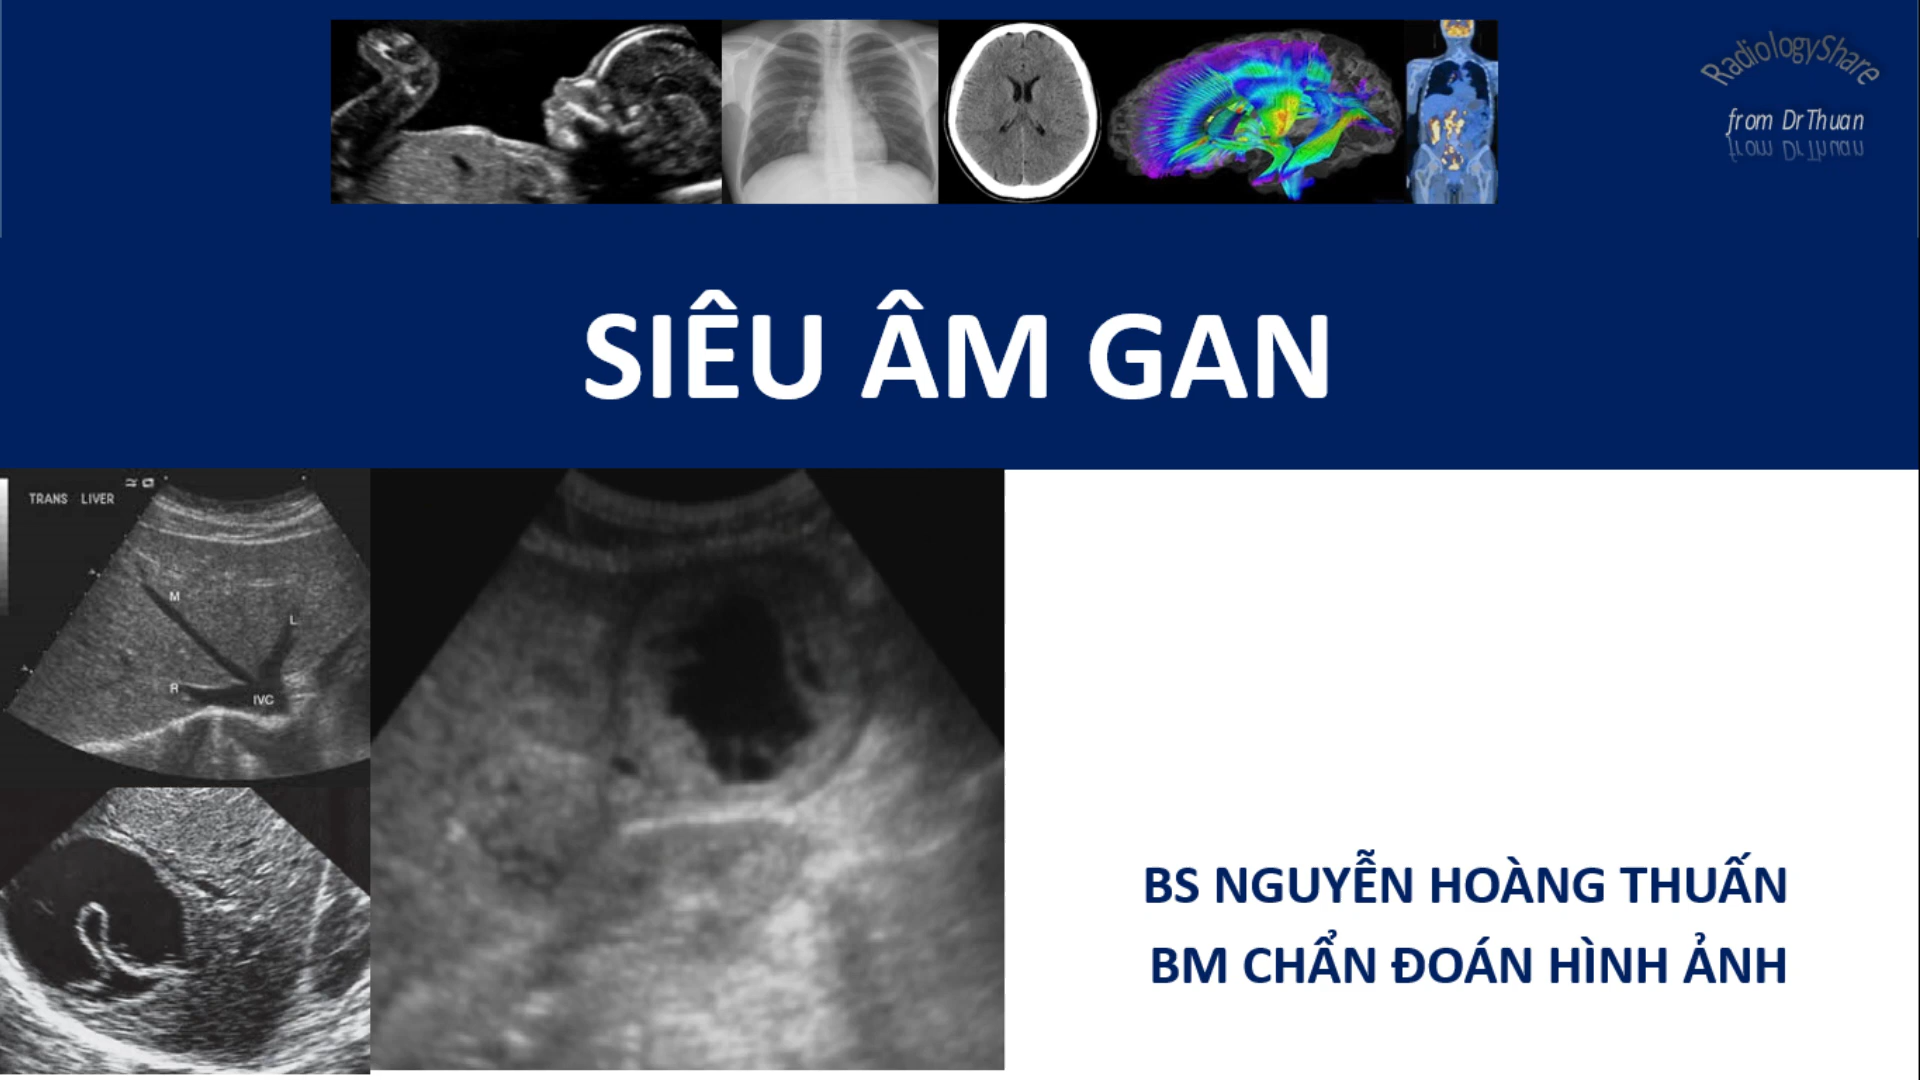 RadiologyShare
from DrThuan
SIÊU ÂM GAN
TRANS LIVER
M
L
R
IVC
BS NGUYỄN HOÀNG THUẤN
BM CHẨN ĐOÁN HÌNH ẢNH